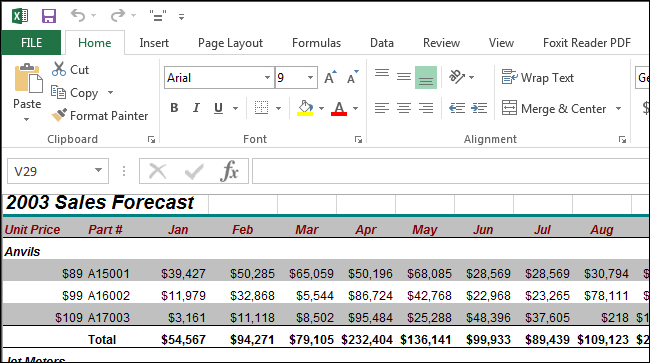 FILE Home Insert Page Layout Formulas Data Review View Foxit Reader PDF
Cut
Copy
Format Painter
Paste
Arial 9 A A
B I U A
Wrap Text
Merge & Center
Ge
$
Clipboard Font Alignment
V29 fx
2003 Sales Forecast
Unit Price Part # Jan Feb Mar Apr May Jun Jul Aug
Anvils
$89 A15001 $39,427 $50,285 $65,059 $50,196 $68,085 $28,569 $28,569 $30,794 $
$99 A16002 $11,979 $32,868 $5,544 $86,724 $42,768 $22,968 $23,265 $78,111 $
$109 A17003 $3,161 $11,118 $8,502 $95,484 $25,288 $48,396 $37,605 $218 $1
Total $54,567 $94,271 $79,105 $232,404 $136,141 $99,933 $89,439 $109,123 $2
Jet Motors